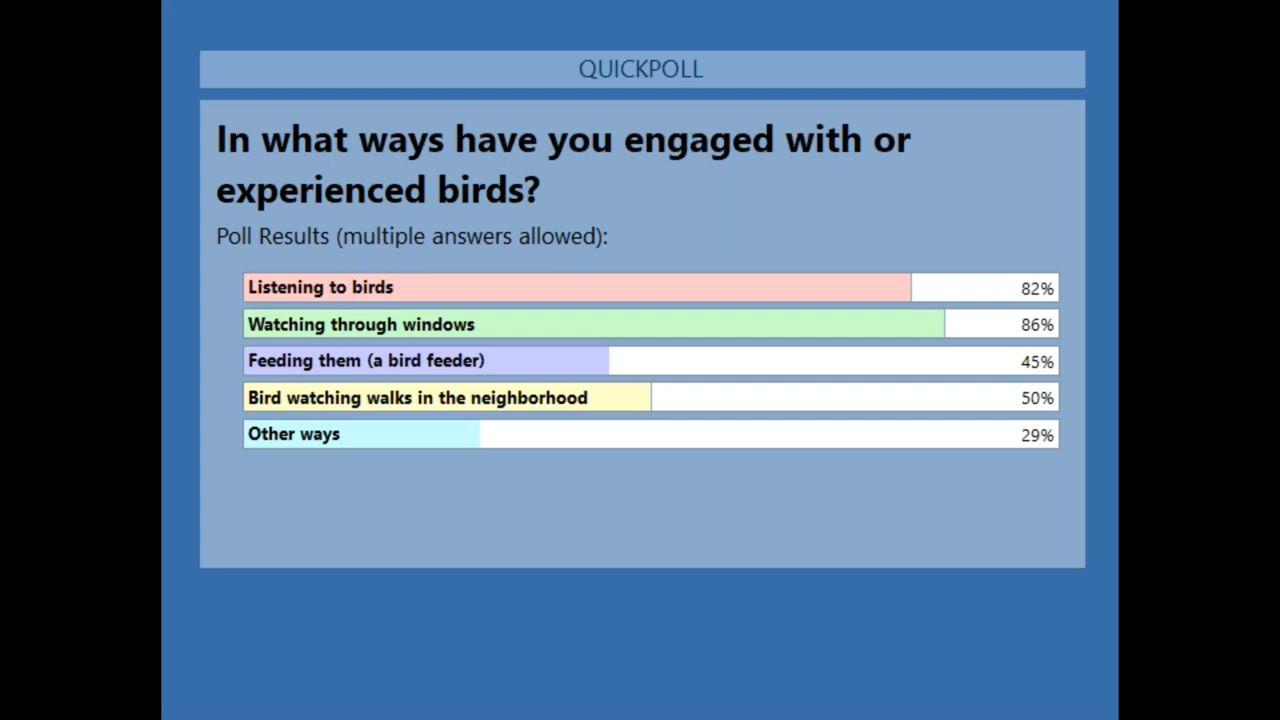 QUICKPOLL
In what ways have you engaged with or
experienced birds?
Poll Results (multiple answers allowed):
Listening to birds 82%
Watching through windows 86%
Feeding them (a bird feeder) 45%
Bird watching walks in the neighborhood 50%
Other ways 29%